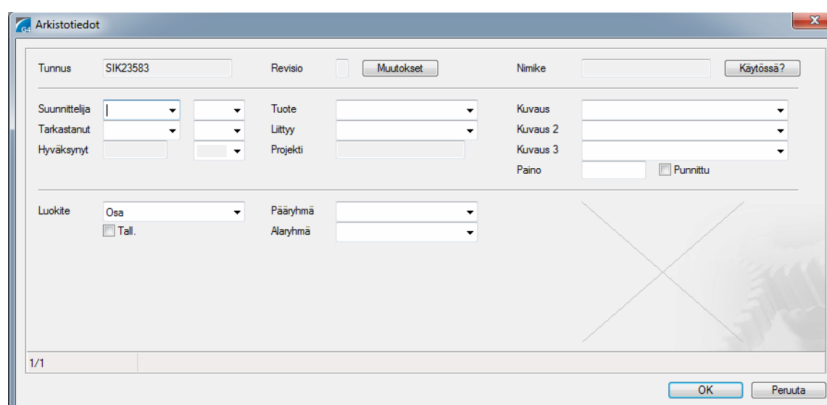 G4 Arkistotiedot
Tunnus SIK23583 Revisio Muutokset Nimike Käytössä?
Suunnittelija Tuote Kuvaus
Tarkastanut Liittyy Kuvaus 2
Hyväksynyt Projekti Kuvaus 3
Paino Punnittu
Luokite Osa Pääryhmä
Tall. Alaryhmä
1/1
OK Peruuta